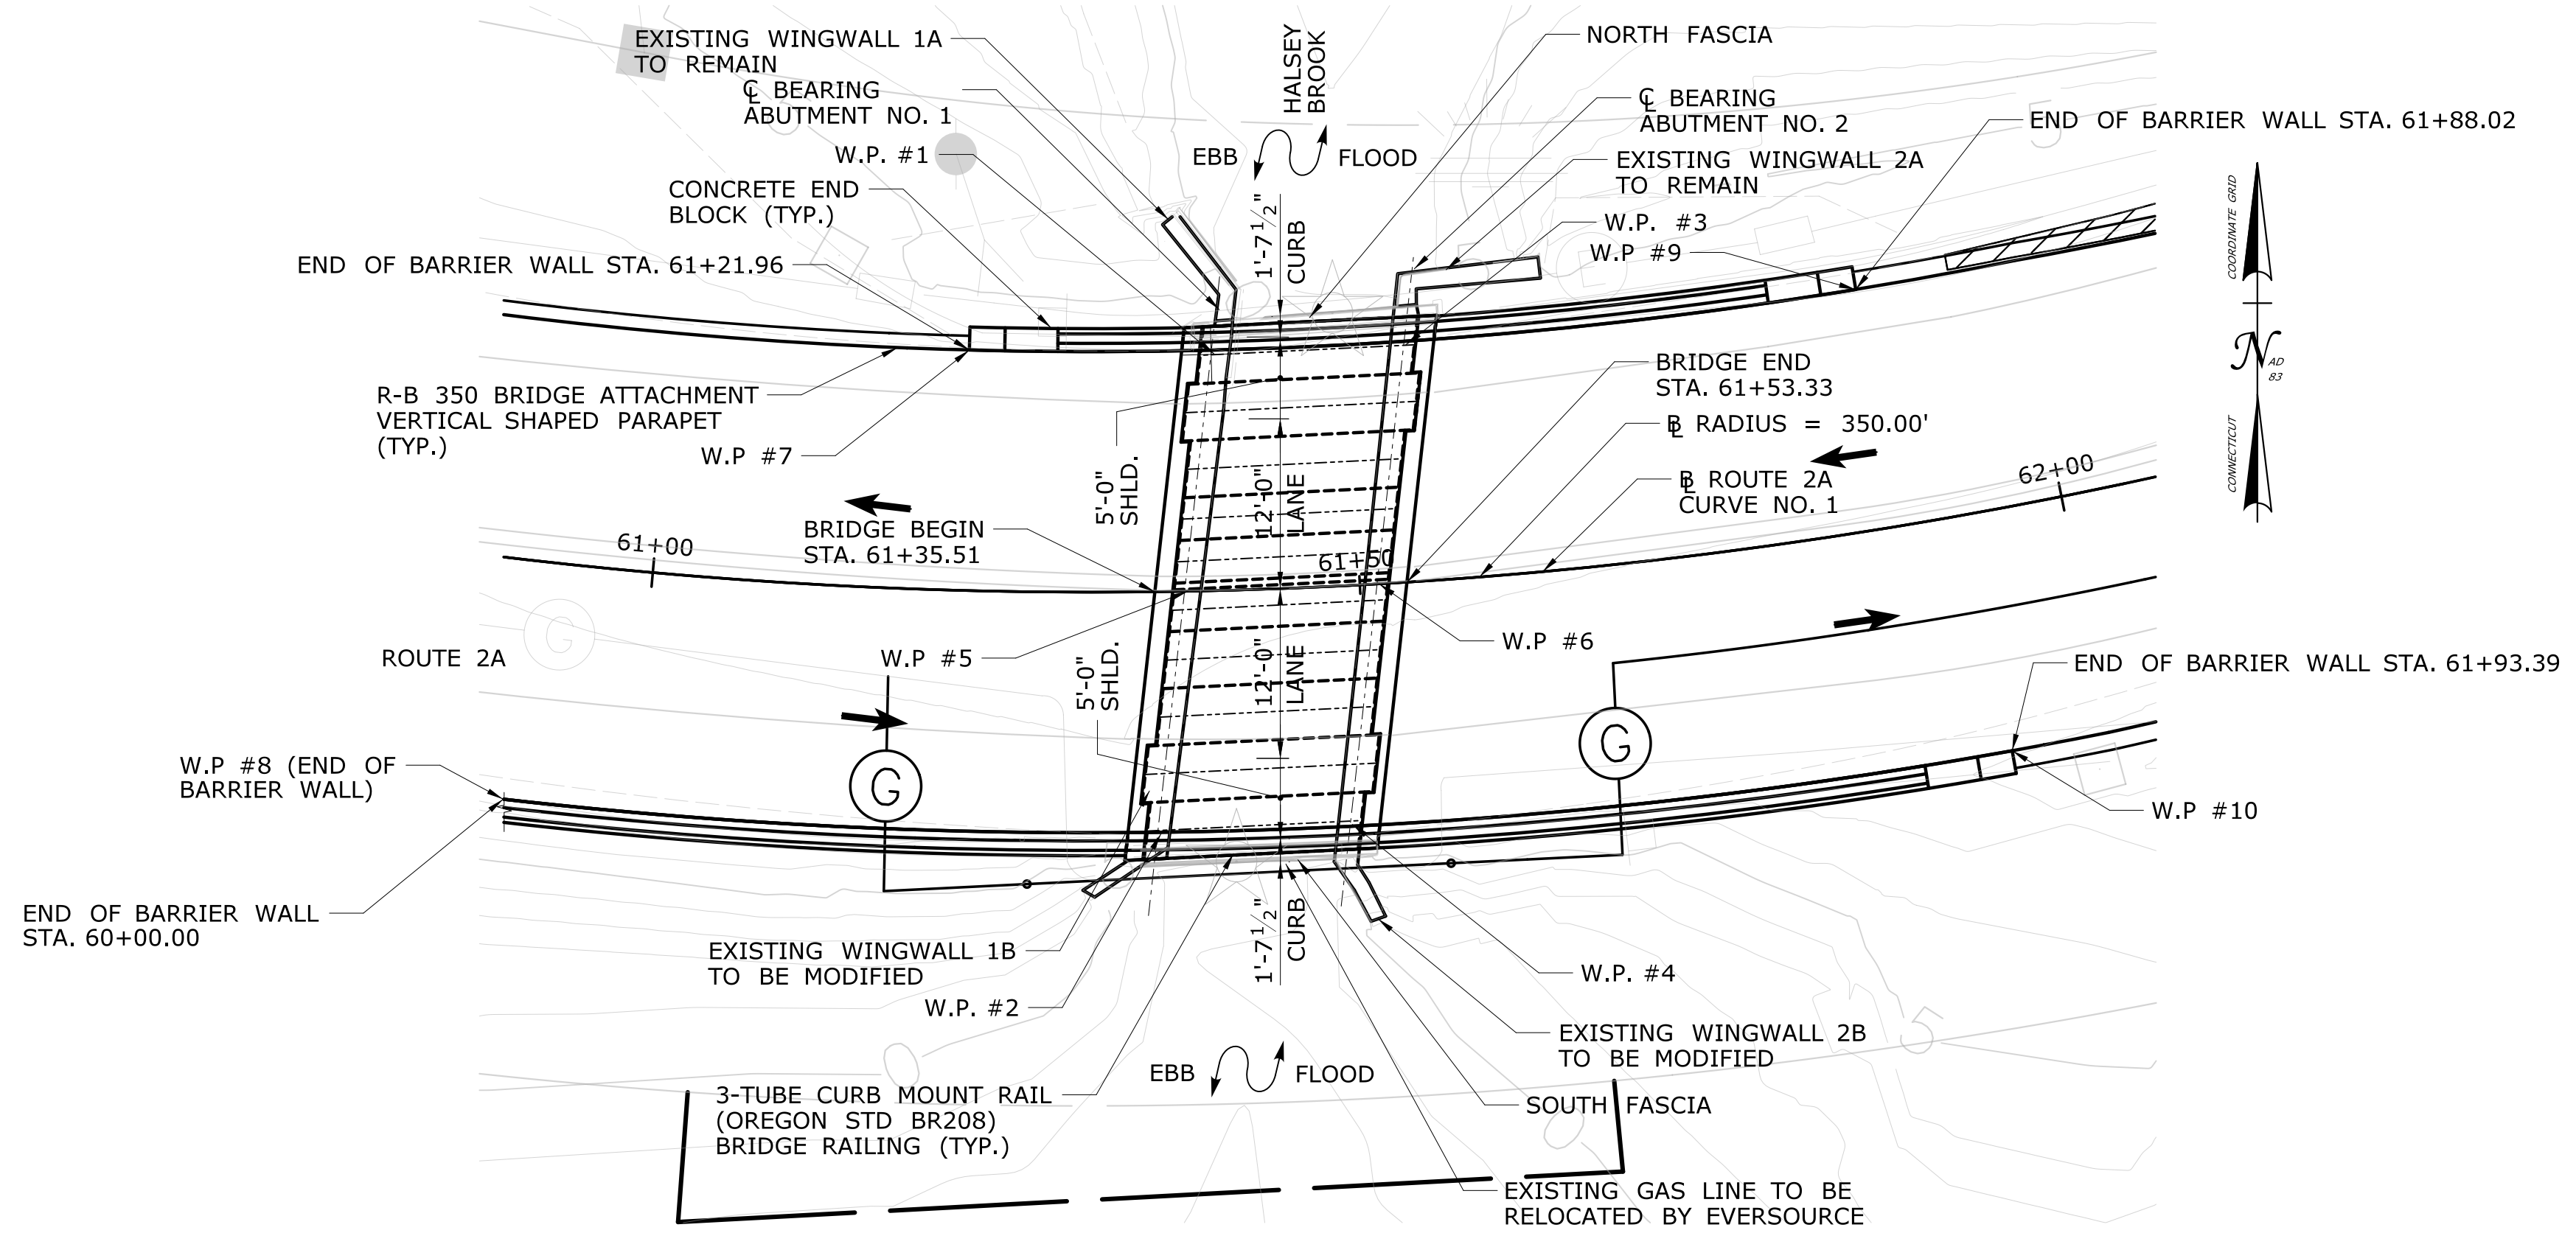 EXISTING WINGWALL 1A
TO REMAIN
℄ BEARING
ABUTMENT NO. 1
W.P. #1
CONCRETE END
BLOCK (TYP.)
END OF BARRIER WALL STA. 61+21.96
R-B 350 BRIDGE ATTACHMENT
VERTICAL SHAPED PARAPET
(TYP.)
W.P #7
HALSEY
BROOK
EBB
FLOOD
1'-7 1/2"
CURB
NORTH FASCIA
℄ BEARING
ABUTMENT NO. 2
EXISTING WINGWALL 2A
TO REMAIN
W.P. #3
W.P #9
END OF BARRIER WALL STA. 61+88.02
5
5
COORDINATE GRID
N
AD
83
CONNECTICUT
BRIDGE END
STA. 61+53.33
BL RADIUS = 350.00'
BL ROUTE 2A
CURVE NO. 1
62+00
5'-0"
SHLD.
12'-0"
LANE
BRIDGE BEGIN
STA. 61+35.51
61+00
61+50
G
ROUTE 2A
W.P #5
W.P #6
5'-0"
SHLD.
12'-0"
LANE
END OF BARRIER WALL STA. 61+93.39
G
G
W.P #8 (END OF
BARRIER WALL)
W.P #10
END OF BARRIER WALL
STA. 60+00.00
EXISTING WINGWALL 1B
TO BE MODIFIED
W.P. #2
1'-7 1/2"
CURB
W.P. #4
EXISTING WINGWALL 2B
TO BE MODIFIED
5
0
0
EBB
FLOOD
3-TUBE CURB MOUNT RAIL
(OREGON STD BR208)
BRIDGE RAILING (TYP.)
SOUTH FASCIA
EXISTING GAS LINE TO BE
RELOCATED BY EVERSOURCE